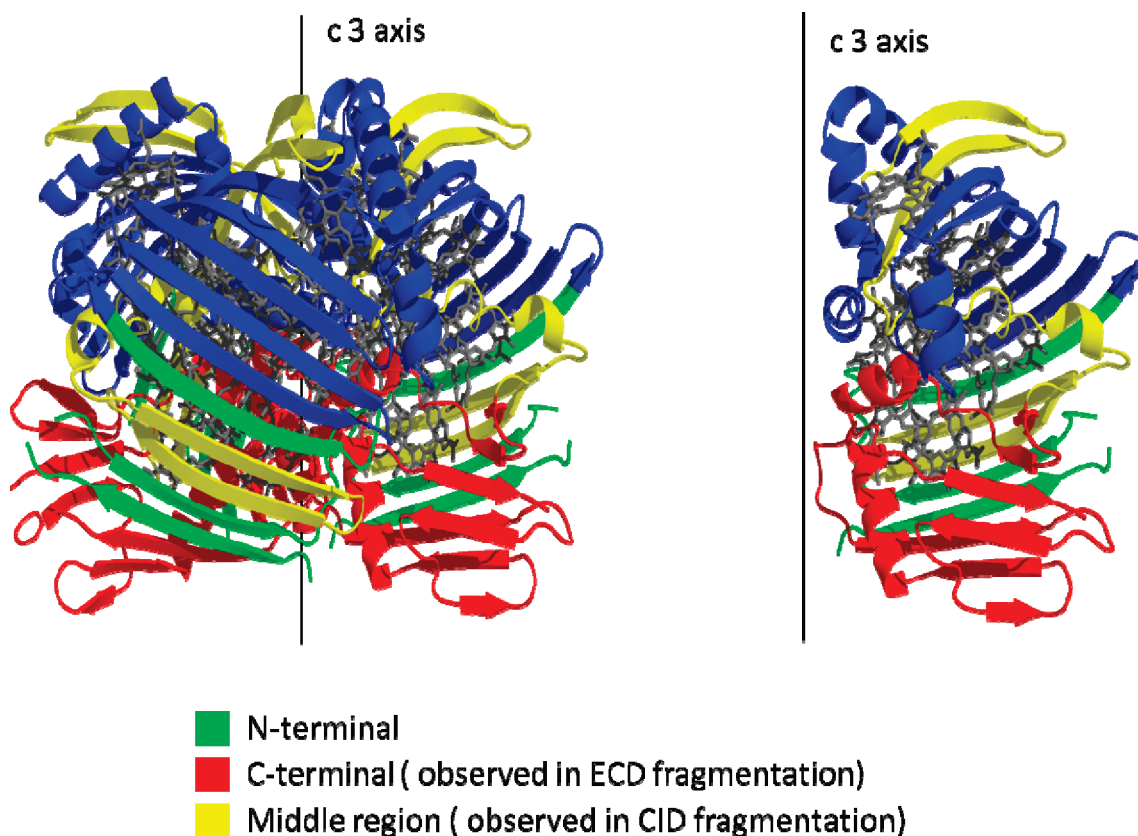 c 3 axis
c 3 axis
N-terminal
C-terminal ( observed in ECD fragmentation)
Middle region ( observed in CID fragmentation)